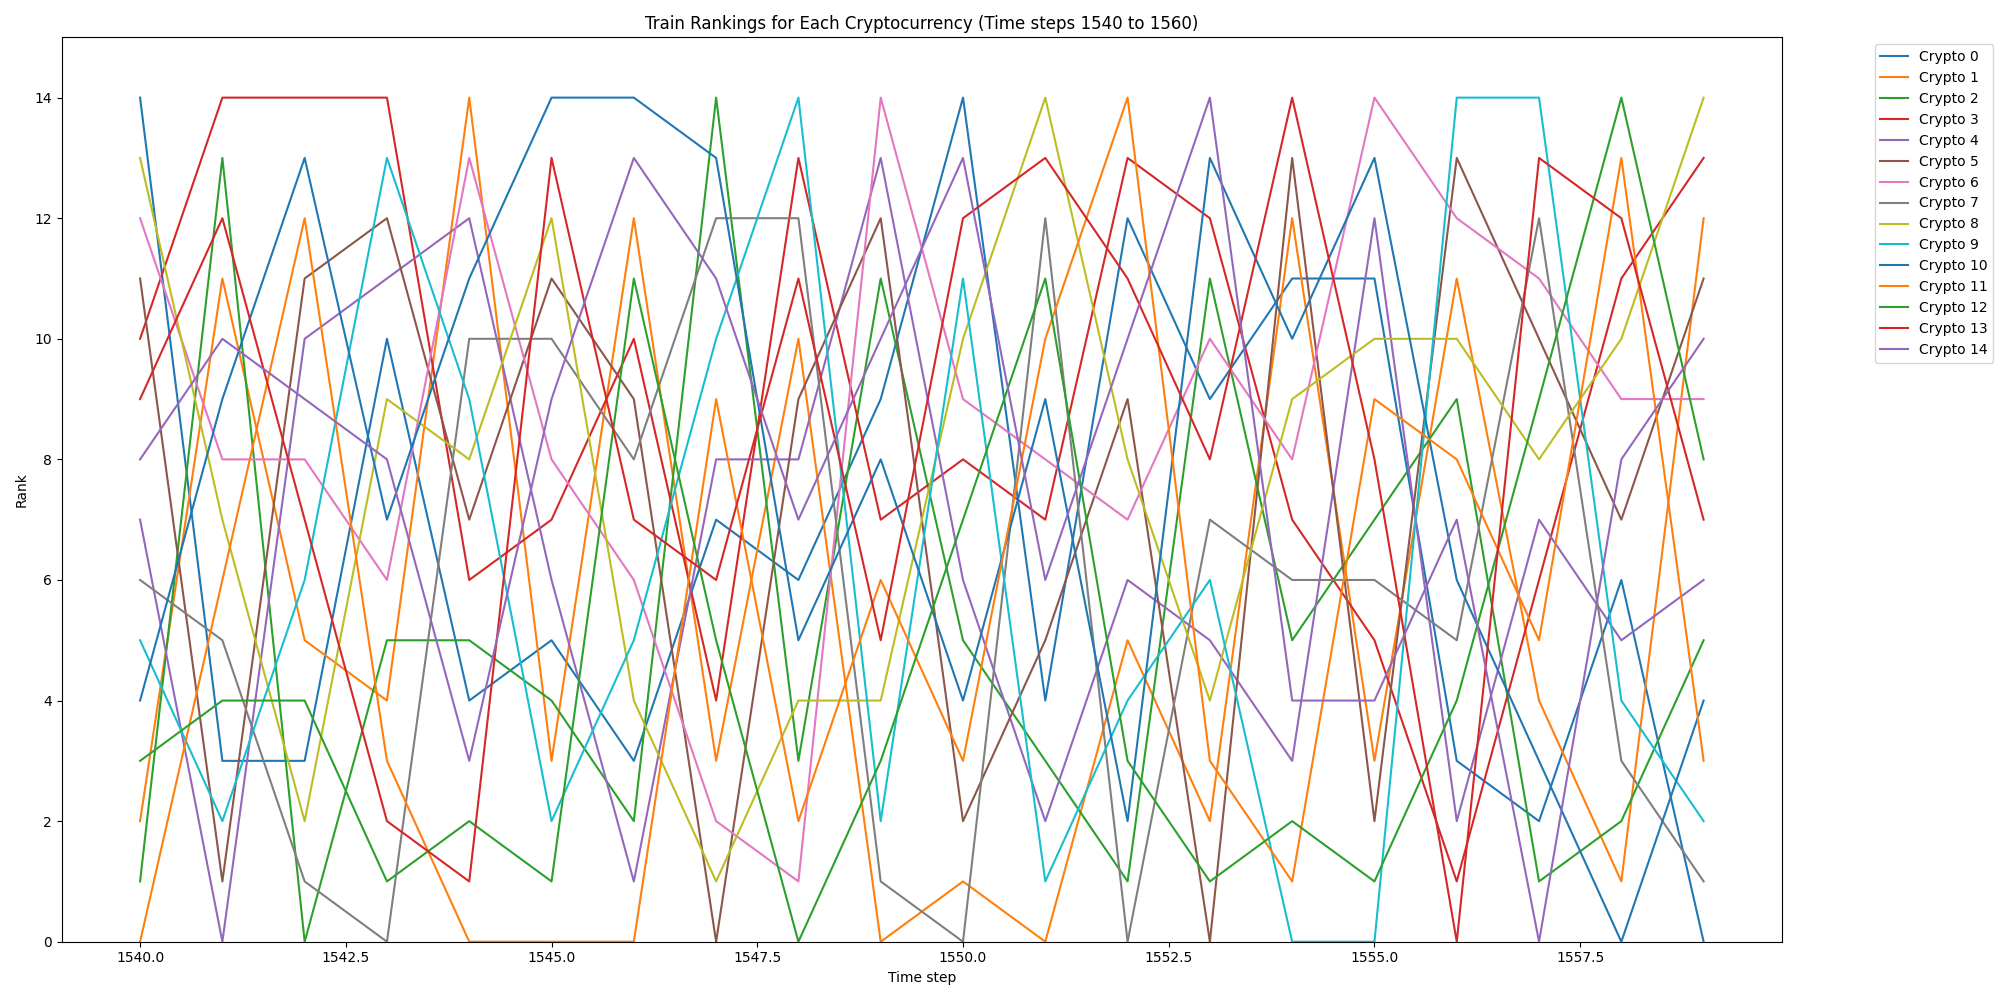 Train Rankings for Each Cryptocurrency (Time steps 1540 to 1560)
Rank
14
12
10
8
6
4
2
0
1540.0 1542.5 1545.0 1547.5 1550.0 1552.5 1555.0 1557.5
Time step
Crypto 0
Crypto 1
Crypto 2
Crypto 3
Crypto 4
Crypto 5
Crypto 6
Crypto 7
Crypto 8
Crypto 9
Crypto 10
Crypto 11
Crypto 12
Crypto 13
Crypto 14